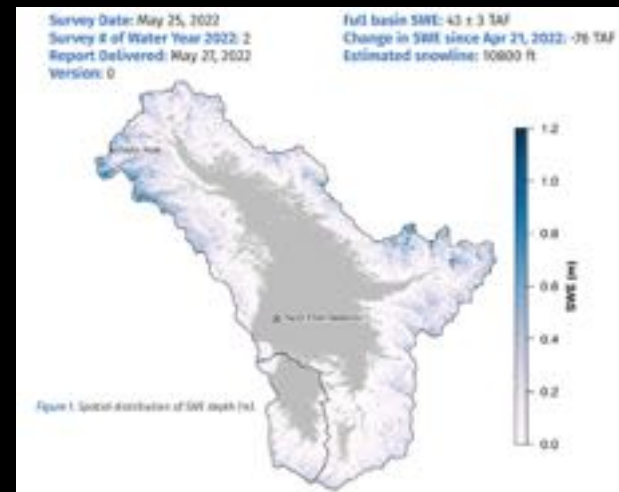 Survey Date: May 25, 2022
Survey # of Water Year 2022: 2
Report Delivered: May 27, 2022
Version: 0
Full basin SWE: 43 ± 3 TAF
Change in SWE since Apr 21, 2022: -76 TAF
Estimated snowline: 10800 ft
1.2
1.0
0.8
0.6
0.4
0.2
0.0
SWE (m)
Figure 1. Spatial distribution of SWE depth (m).